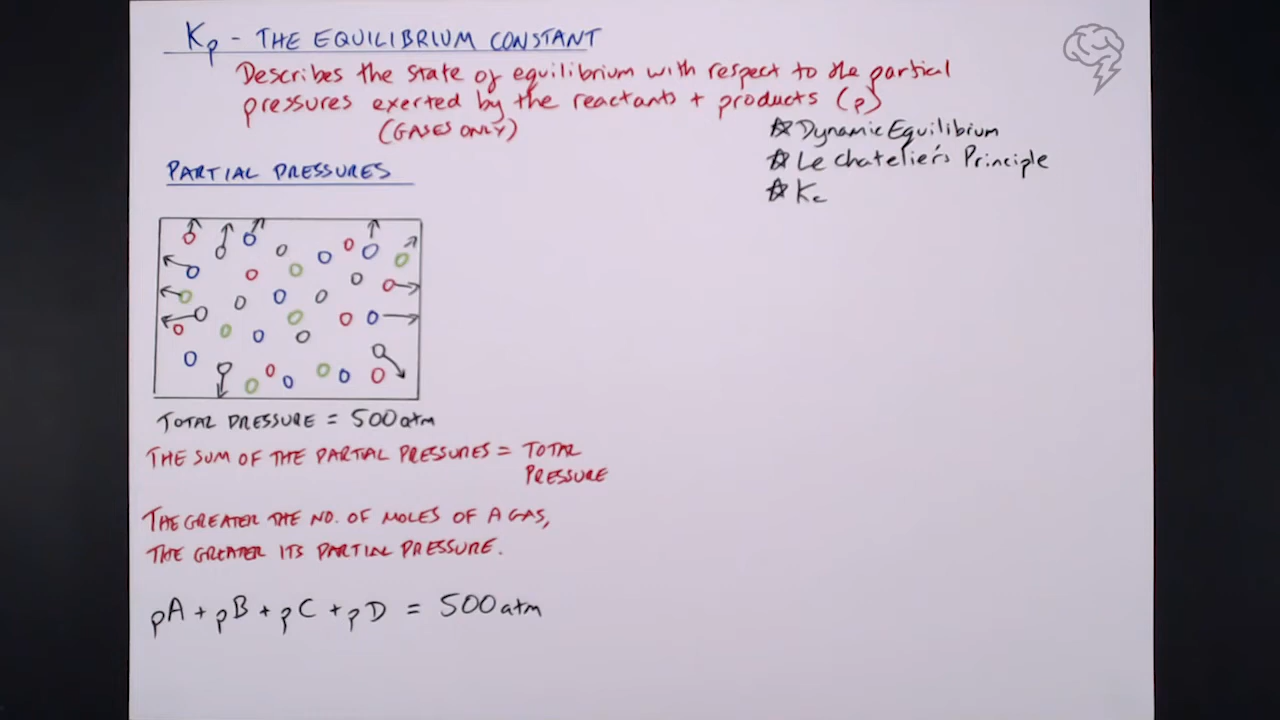 Kp - THE EQUILIBRIUM CONSTANT
Describes the state of equilibrium with respect to the partial
pressures exerted by the reactants + products (p)
(GASES ONLY)
☆ Dynamic Equilibrium
☆ Le Chatelier's Principle
☆ Kc
PARTIAL PRESSURES
TOTAL PRESSURE = 500 atm
THE SUM OF THE PARTIAL PRESSURES = TOTAL
PRESSURE
THE GREATER THE NO. OF MOLES OF A GAS,
THE GREATER ITS PARTIAL PRESSURE.
pA + pB + pC + pD = 500 atm